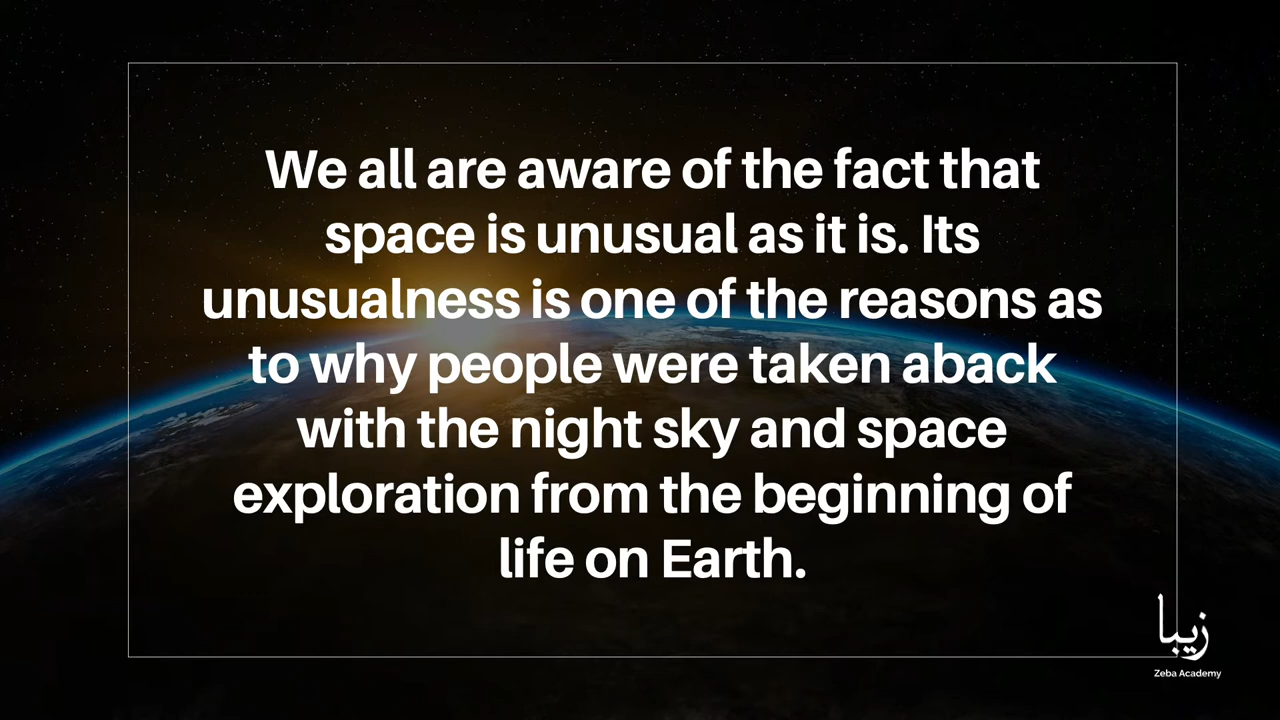 We all are aware of the fact that
space is unusual as it is. Its
unusualness is one of the reasons as
to why people were taken aback
with the night sky and space
exploration from the beginning of
life on Earth.
زيبا
Zeba Academy